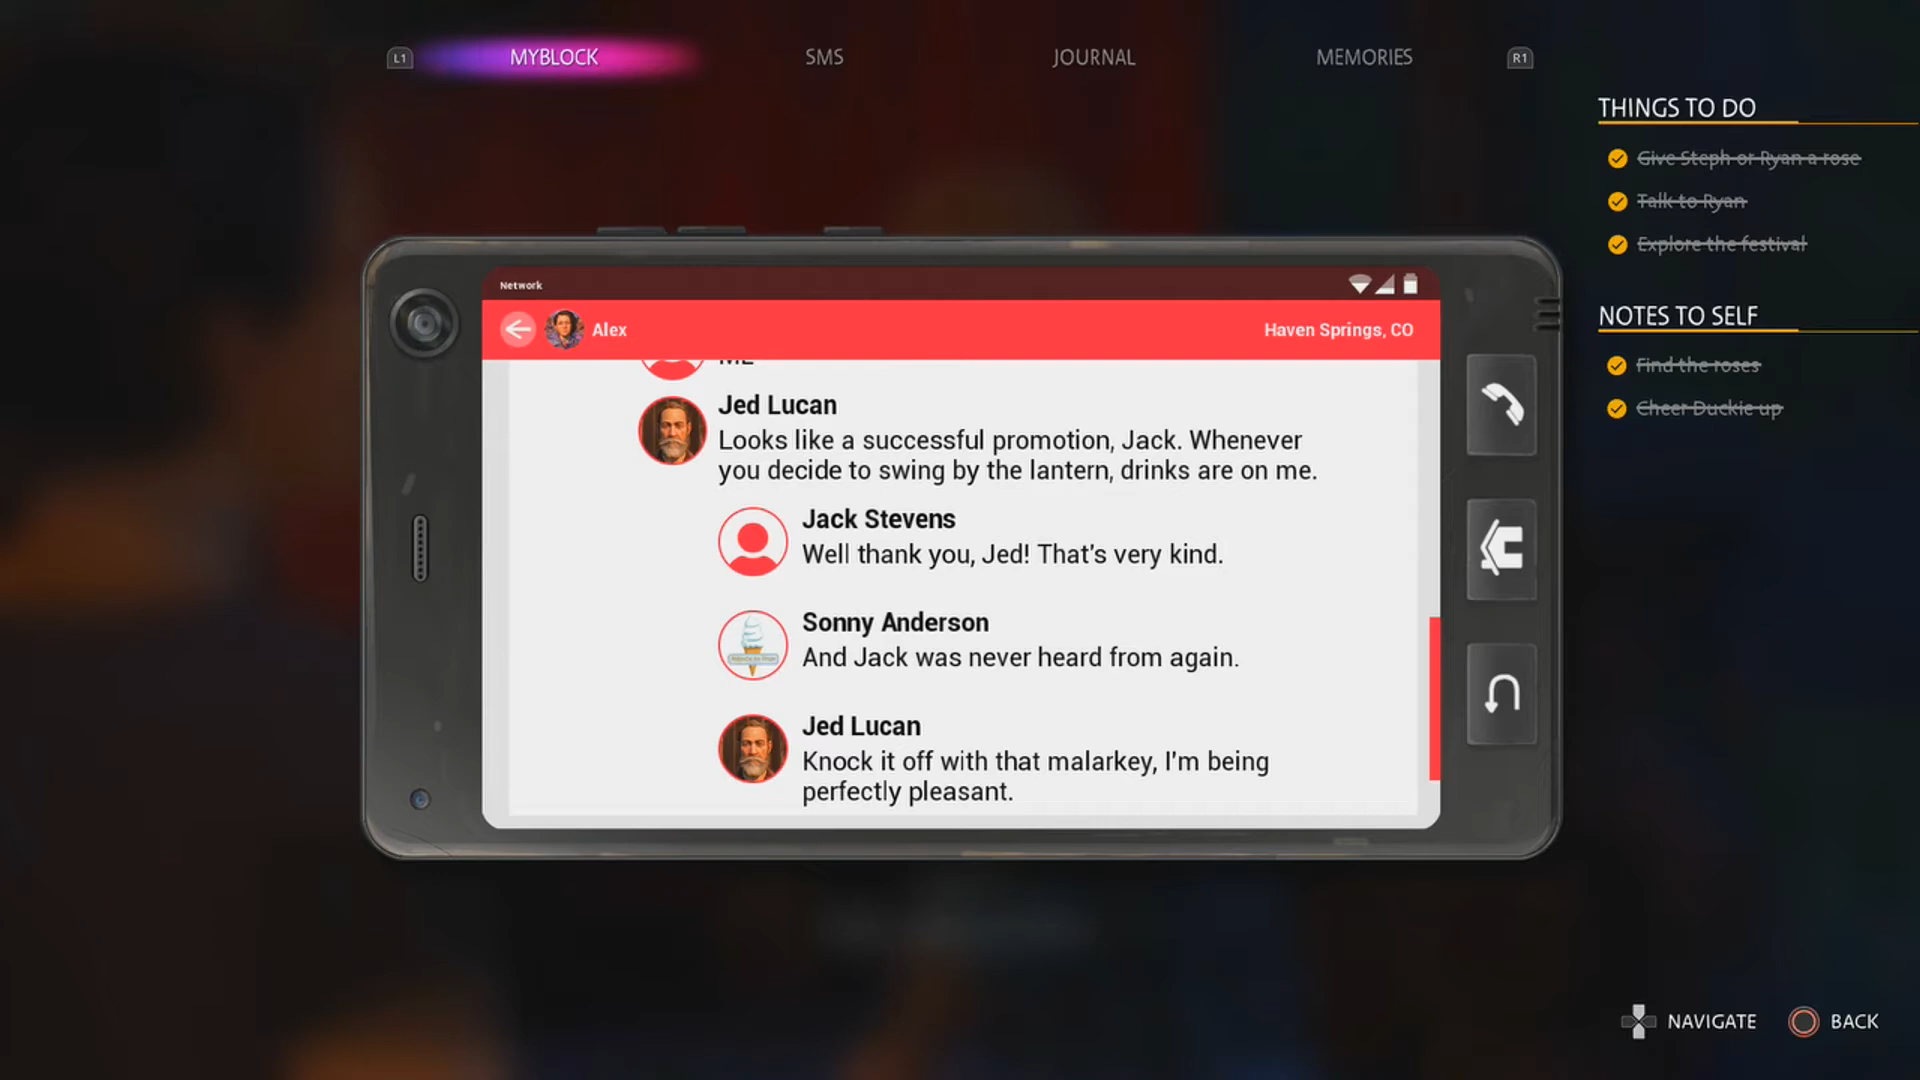 L1
MYBLOCK
SMS
JOURNAL
MEMORIES
R1
THINGS TO DO
Give Steph or Ryan a rose
Talk to Ryan
Explore the festival
NOTES TO SELF
Find the roses
Cheer Duckie up
Network
Alex
Haven Springs, CO
ME
Jed Lucan
Looks like a successful promotion, Jack. Whenever
you decide to swing by the lantern, drinks are on me.
Jack Stevens
Well thank you, Jed! That's very kind.
Sonny Anderson
And Jack was never heard from again.
Jed Lucan
Knock it off with that malarkey, I'm being
perfectly pleasant.
NAVIGATE
BACK